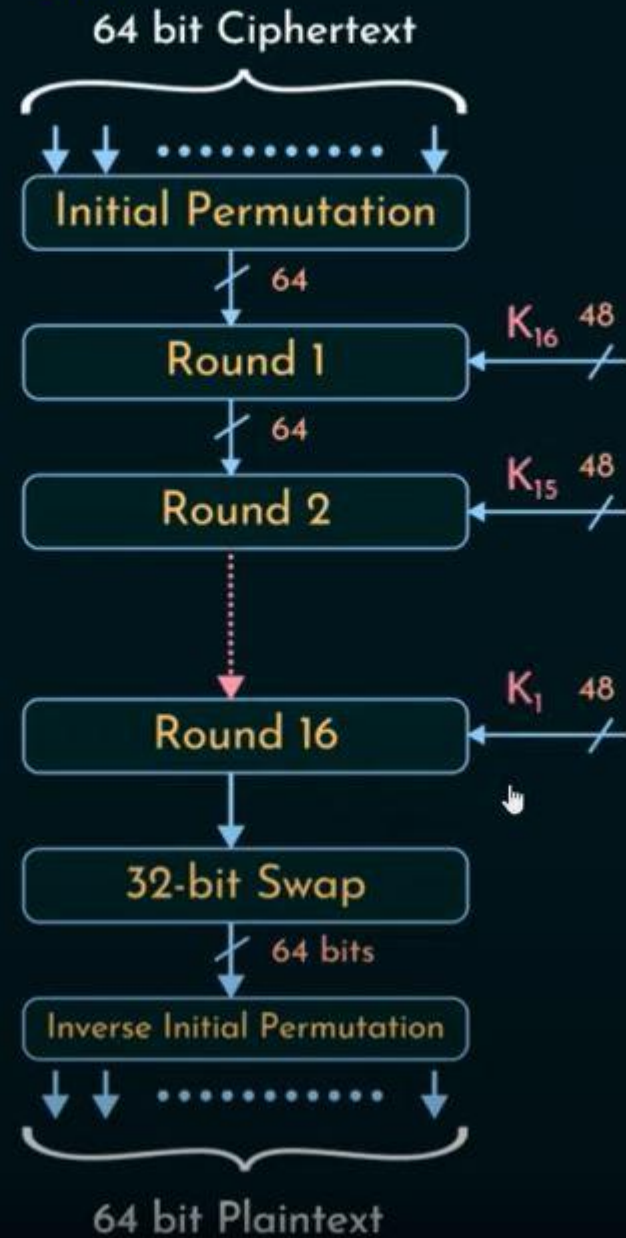 64 bit Ciphertext
Initial Permutation
64
K16 48
Round 1
64
K15 48
Round 2
K1 48
Round 16
32-bit Swap
64 bits
Inverse Initial Permutation
64 bit Plaintext